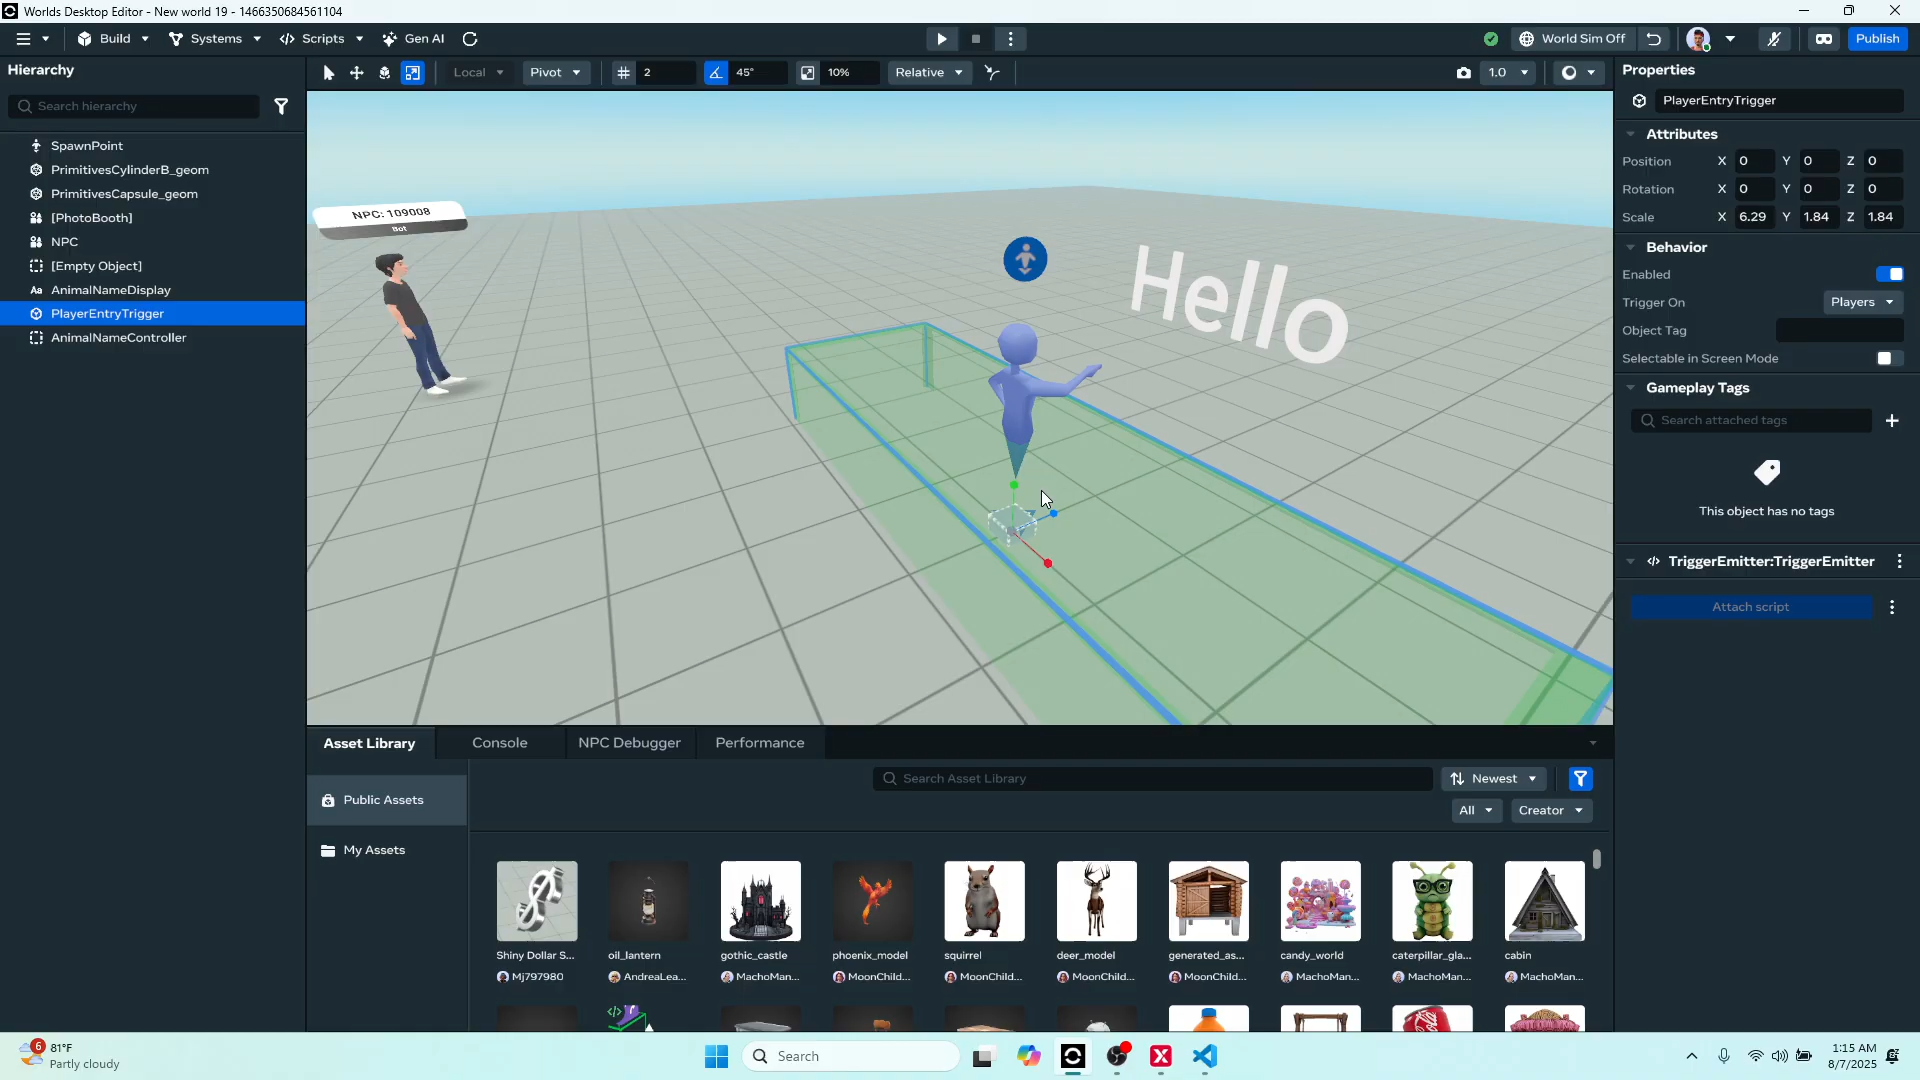 Worlds Desktop Editor - New world 19 - 1466350684561104
Build
Systems
Scripts
Gen AI
World Sim Off
Publish
Hierarchy
Search hierarchy
SpawnPoint
PrimitivesCylinderB_geom
PrimitivesCapsule_geom
[PhotoBooth]
NPC
[Empty Object]
AnimalNameDisplay
PlayerEntryTrigger
AnimalNameController
Local
Pivot
2
45°
10%
Relative
1.0
NPC: 109008
Bot
Hello
Properties
PlayerEntryTrigger
Attributes
Position X 0 Y 0 Z 0
Rotation X 0 Y 0 Z 0
Scale X 6.29 Y 1.84 Z 1.84
Behavior
Enabled
Trigger On Players
Object Tag
Selectable in Screen Mode
Gameplay Tags
Search attached tags
This object has no tags
TriggerEmitter:TriggerEmitter
Attach script
Asset Library
Console
NPC Debugger
Performance
Public Assets
My Assets
Search Asset Library
Newest
All
Creator
Shiny Dollar S...
Mj797980
oil_lantern
AndreaLea...
gothic_castle
MachoMan...
phoenix_model
MoonChild...
squirrel
MoonChild...
deer_model
MoonChild...
generated_as...
MoonChild...
candy_world
MachoMan...
caterpillar_gla...
MachoMan...
cabin
MachoMan...
6
81°F
Partly cloudy
Search
1:15 AM
8/7/2025